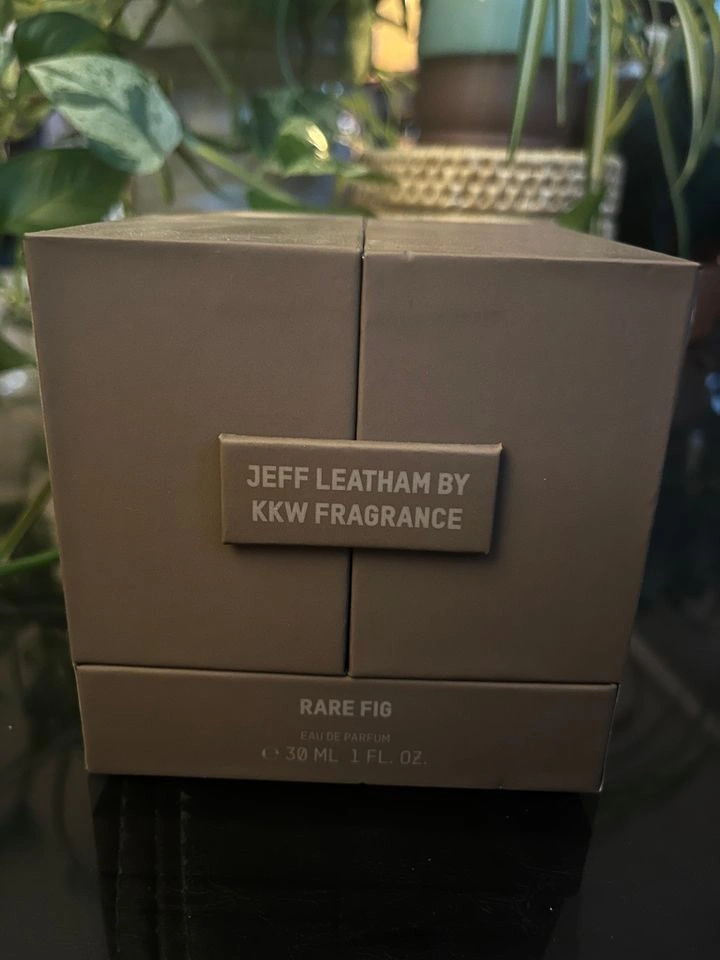 JEFF LEATHAM BY
KKW FRAGRANCE
RARE FIG
EAU DE PARFUM
℮ 30 ML 1 FL. OZ.